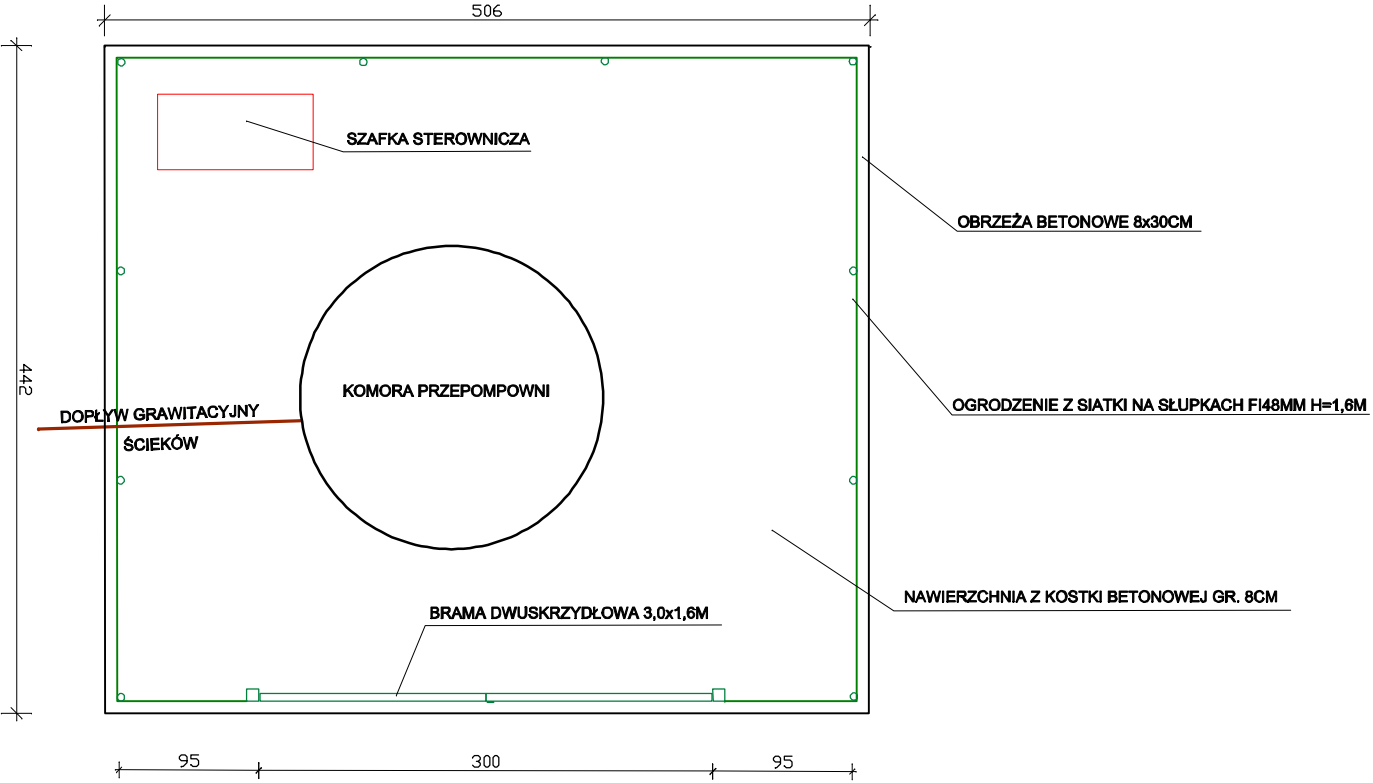 506
SZAFKA STEROWNICZA
OBRZEŻA BETONOWE 8x30CM
442
KOMORA PRZEPOMPOWNI
OGRODZENIE Z SIATKI NA SŁUPKACH FI48MM H=1,6M
DOPŁYW GRAWITACYJNY
ŚCIEKÓW
NAWIERZCHNIA Z KOSTKI BETONOWEJ GR. 8CM
BRAMA DWUSKRZYDŁOWA 3,0x1,6M
95
300
95